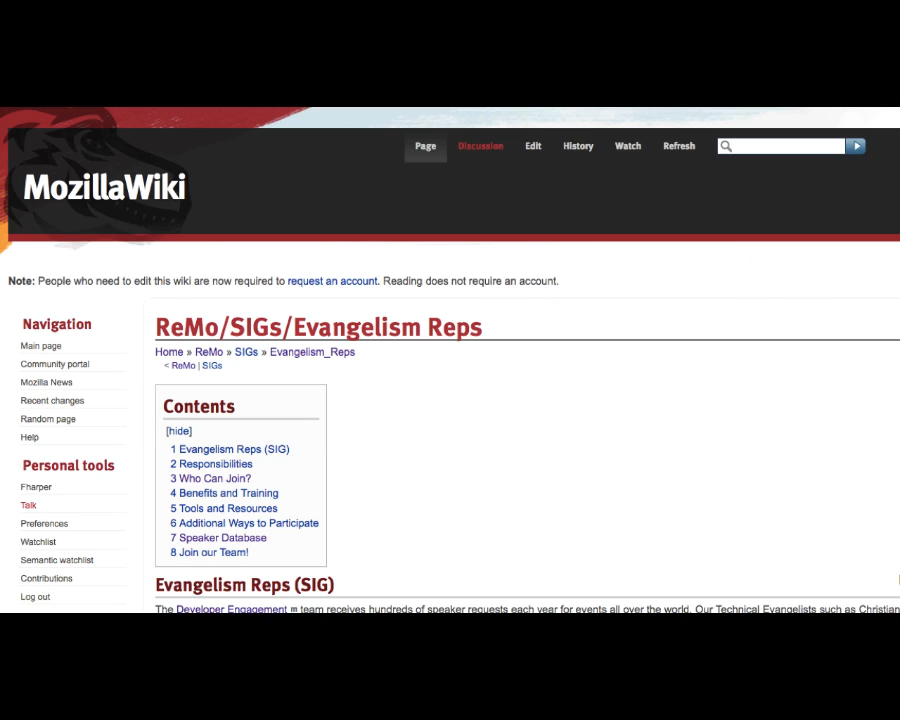 Page Discussion Edit History Watch Refresh
MozillaWiki
Note: People who need to edit this wiki are now required to request an account. Reading does not require an account.
Navigation
Main page
Community portal
Mozilla News
Recent changes
Random page
Help
Personal tools
Fharper
Talk
Preferences
Watchlist
Semantic watchlist
Contributions
Log out
ReMo/SIGs/Evangelism Reps
Home » ReMo » SIGs » Evangelism_Reps
< ReMo | SIGs
Contents
[hide]
1 Evangelism Reps (SIG)
2 Responsibilities
3 Who Can Join?
4 Benefits and Training
5 Tools and Resources
6 Additional Ways to Participate
7 Speaker Database
8 Join our Team!
Evangelism Reps (SIG)
The Developer Engagement team receives hundreds of speaker requests each year for events all over the world. Our Technical Evangelists such as Christian